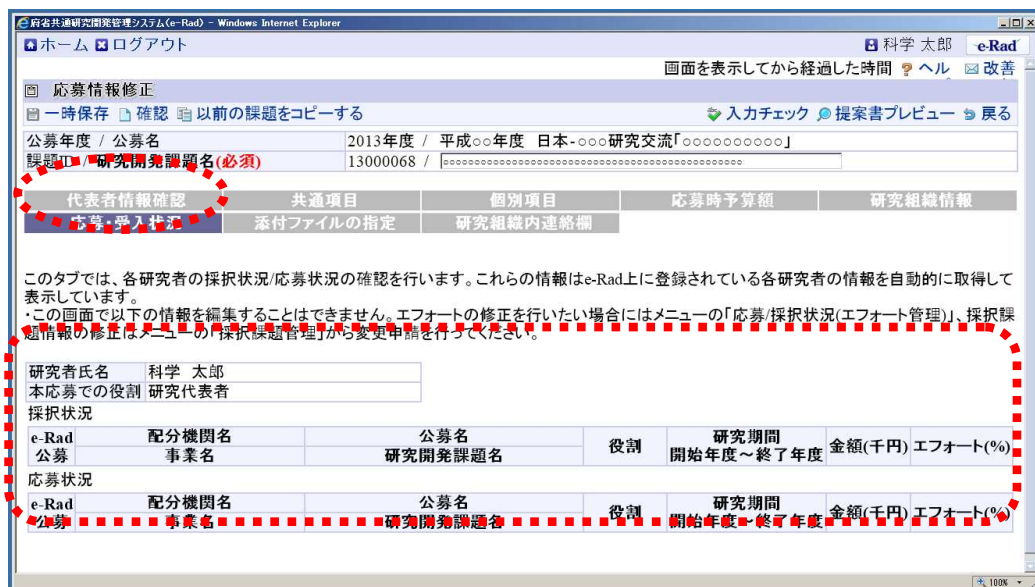 府省共通研究開発管理システム(e-Rad) - Windows Internet Explorer
ホーム ログアウト 科学 太郎 e-Rad
画面を表示してから経過した時間 ヘル 改善
応募情報修正
一時保存 確認 以前の課題をコピーする 入力チェック 提案書プレビュー 戻る
公募年度 / 公募名 2013年度 / 平成○○年度 日本-○○○研究交流「○○○○○○○○○○」
課題ID / 研究開発課題名(必須) 13000068 /
代表者情報確認 共通項目 個別項目 応募時予算額 研究組織情報
応募・受入状況 添付ファイルの指定 研究組織内連絡欄
このタブでは、各研究者の採択状況/応募状況の確認を行います。これらの情報はe-Rad上に登録されている各研究者の情報を自動的に取得して
表示しています。
・この画面で以下の情報を編集することはできません。エフォートの修正を行いたい場合にはメニューの「応募/採択状況(エフォート管理)」、採択課
題情報の修正はメニューの「採択課題管理」から変更申請を行ってください。
研究者氏名 科学 太郎
本応募での役割 研究代表者
採択状況
e-Rad 配分機関名 公募名 役割 研究期間 金額(千円) エフォート(%)
公募 事業名 研究開発課題名 開始年度～終了年度
応募状況
e-Rad 配分機関名 公募名 役割 研究期間 金額(千円) エフォート(%)
公募 事業名 研究開発課題名 開始年度～終了年度
100%